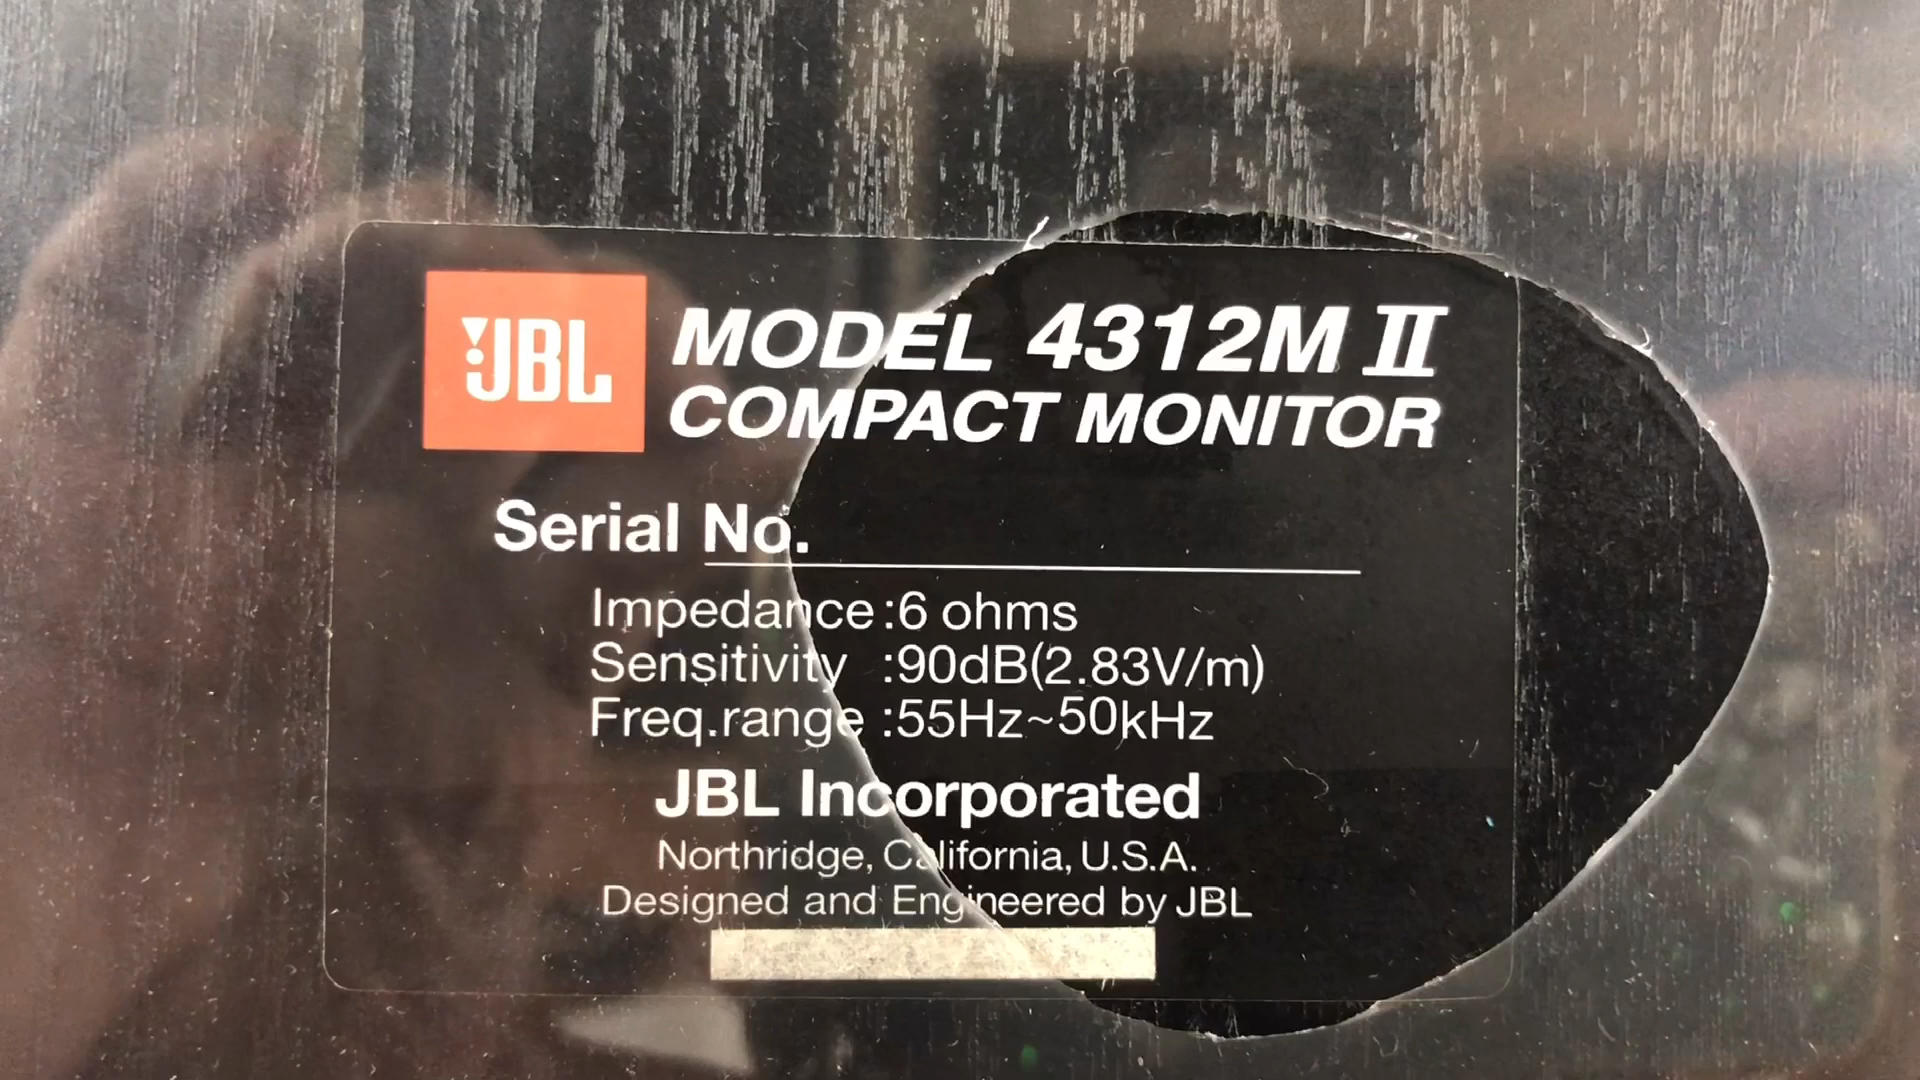 JBL
MODEL 4312M II
COMPACT MONITOR
Serial No.
Impedance :6 ohms
Sensitivity :90dB(2.83V/m)
Freq.range :55Hz~50kHz
JBL Incorporated
Northridge, California, U.S.A.
Designed and Engineered by JBL